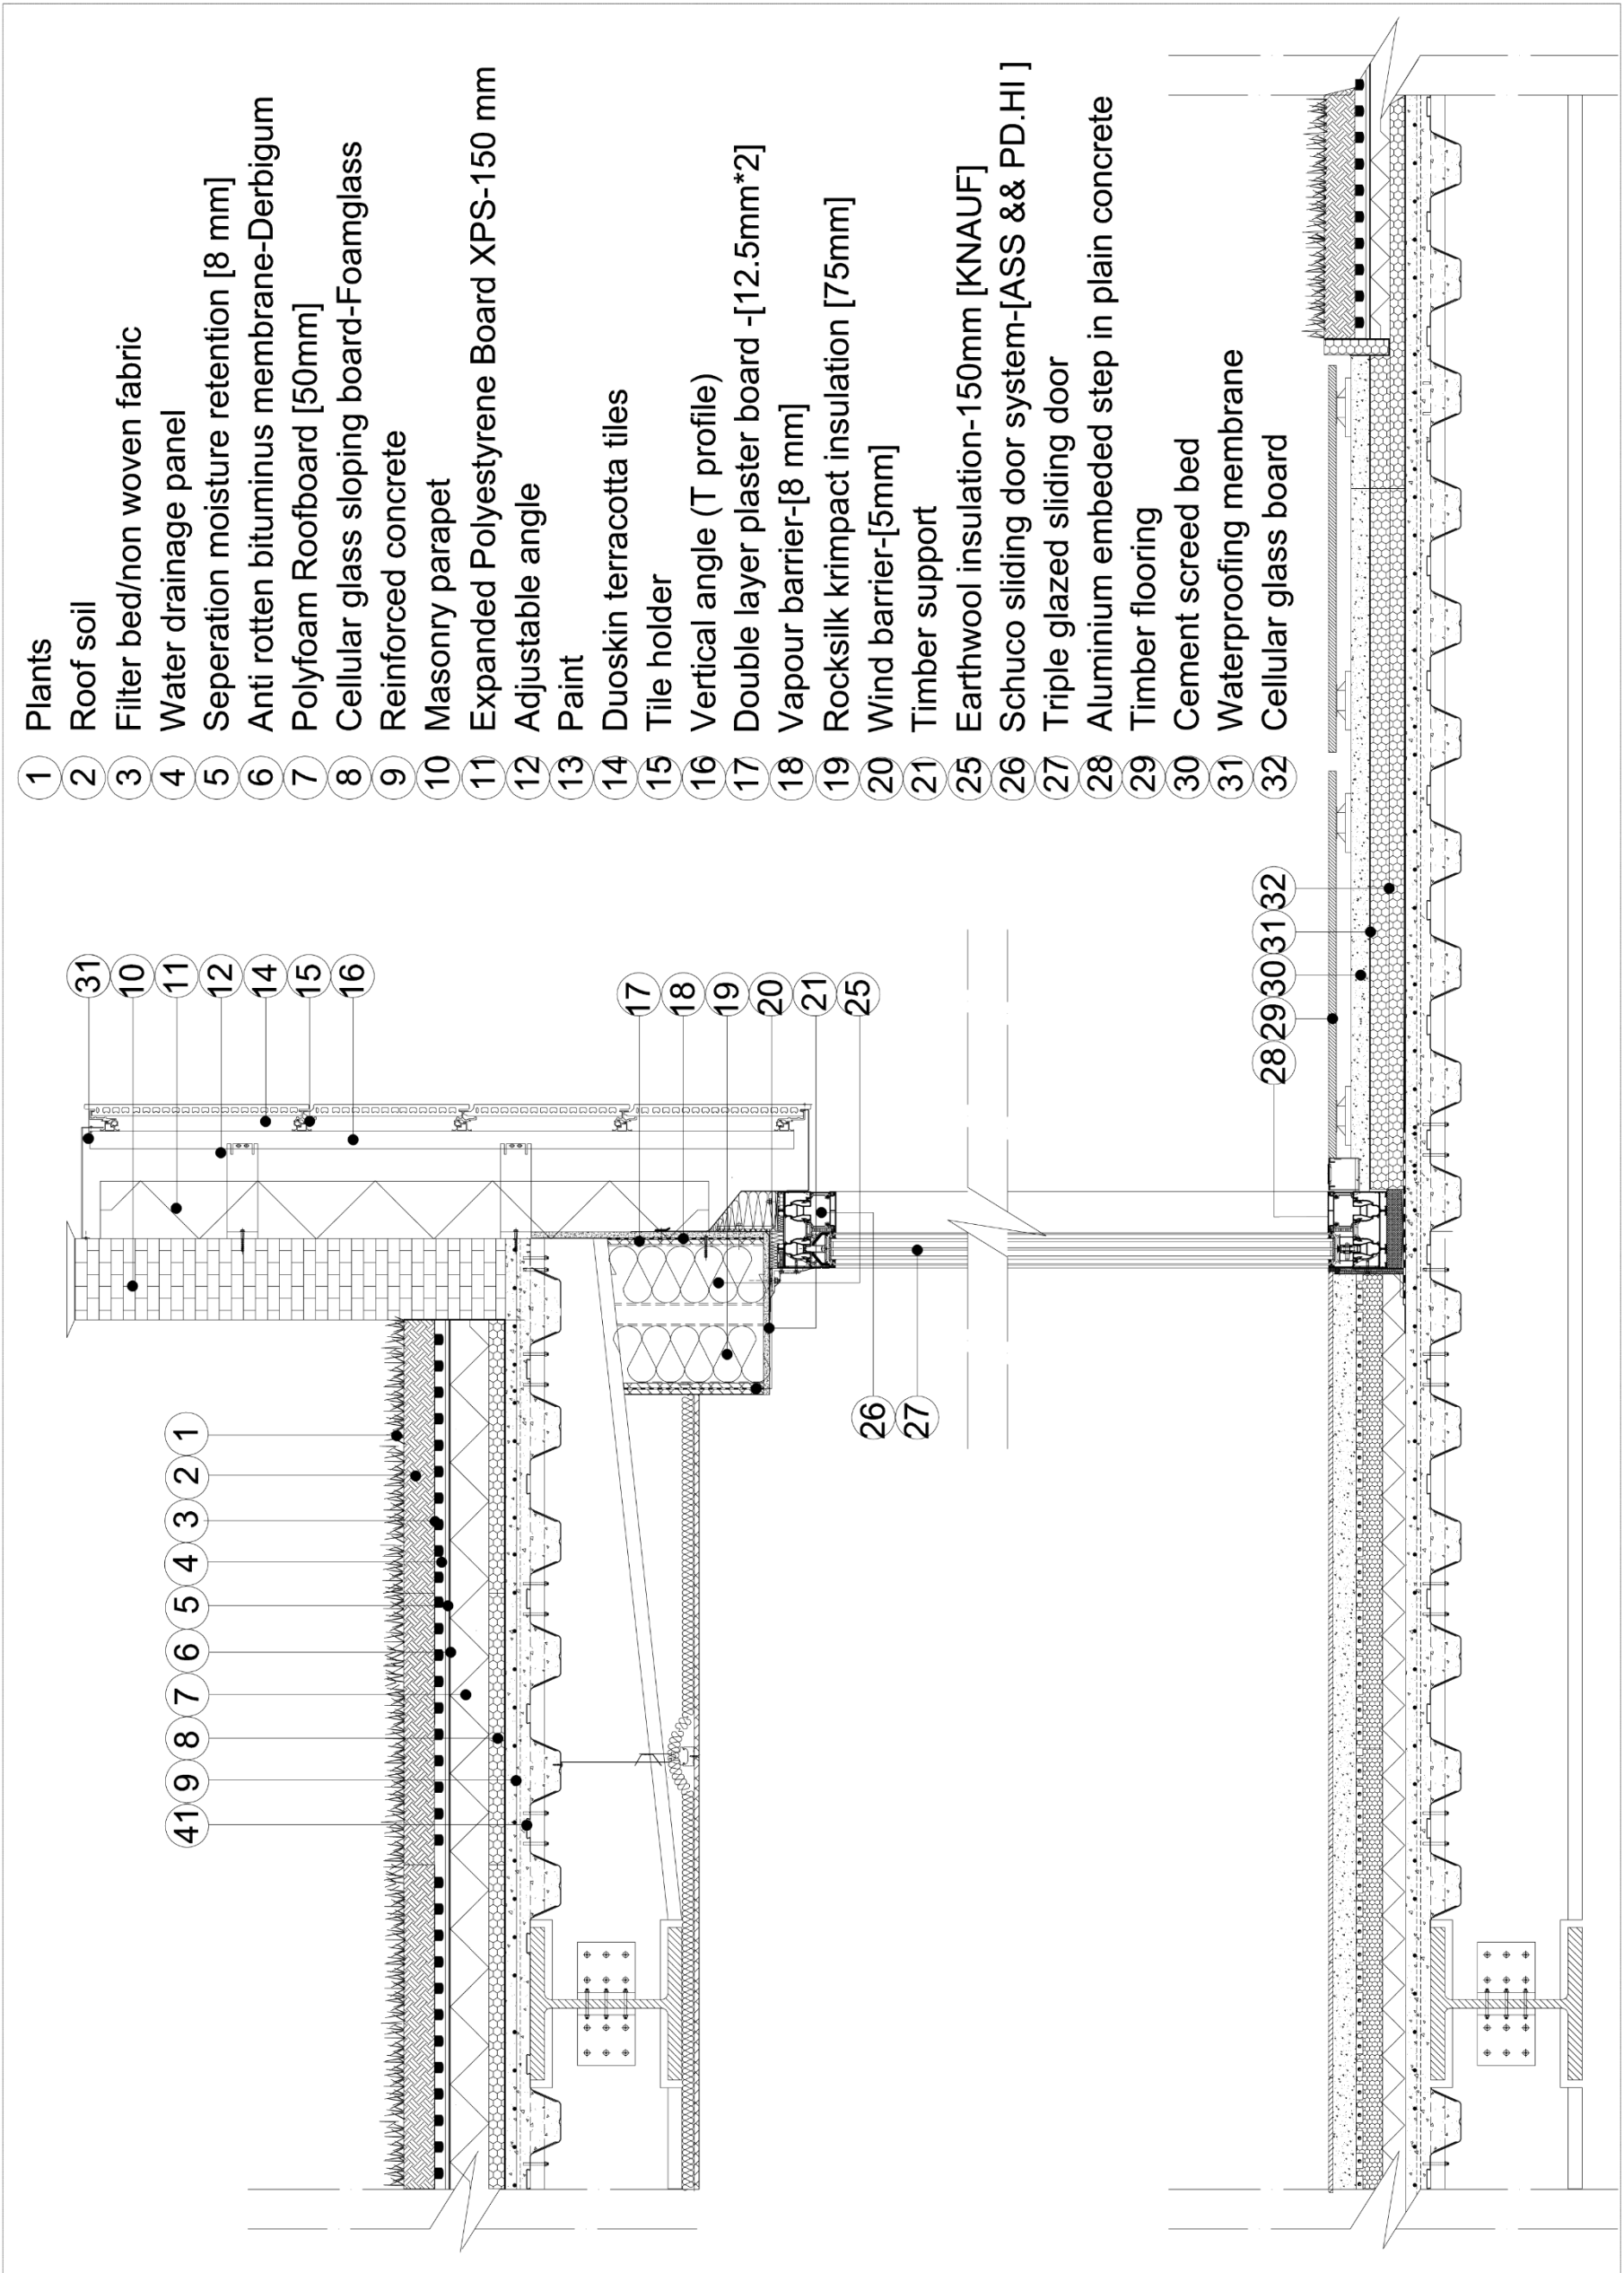 1 Plants
2 Roof soil
3 Filter bed/non woven fabric
4 Water drainage panel
5 Seperation moisture retention [8 mm]
6 Anti rotten bituminus membrane-Derbigum
7 Polyfoam Roofboard [50mm]
8 Cellular glass sloping board-Foamglass
9 Reinforced concrete
10 Masonry parapet
11 Expanded Polyestyrene Board XPS-150 mm
12 Adjustable angle
13 Paint
14 Duoskin terracotta tiles
15 Tile holder
16 Vertical angle (T profile)
17 Double layer plaster board -[12.5mm*2]
18 Vapour barrier-[8 mm]
19 Rocksilk krimpact insulation [75mm]
20 Wind barrier-[5mm]
21 Timber support
25 Earthwool insulation-150mm [KNAUF]
26 Schuco sliding door system-[ASS && PD.HI ]
27 Triple glazed sliding door
28 Aluminium embeded step in plain concrete
29 Timber flooring
30 Cement screed bed
31 Waterproofing membrane
32 Cellular glass board
31
10
11
12
14
15
16
1
2
3
4
5
6
7
8
9
41
17
18
19
20
21
25
26
27
28 29 30 31 32